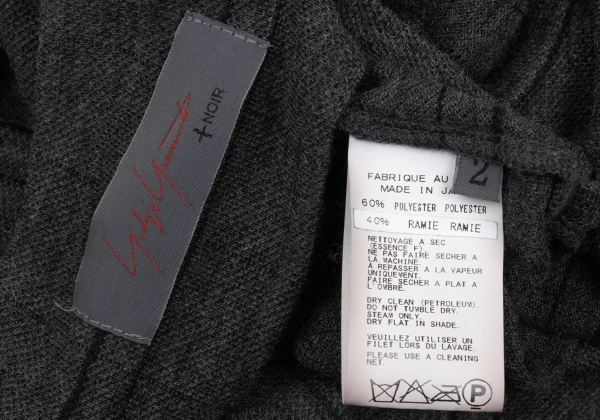 Yohji Yamamoto
+NOIR
2
FABRIQUE AU
MADE IN JA
60% POLYESTER POLYESTER
40% RAMIE RAMIE
NETTOYAGE A SEC
(ESSENCE F)
NE PAS FAIRE SECHER A
LA MACHINE.
A REPASSER A LA VAPEUR
UNIQUEMENT.
FAIRE SECHER A PLAT A
L'OMBRE.
DRY CLEAN (PETROLEUM).
DO NOT TUMBLE DRY.
STEAM ONLY.
DRY FLAT IN SHADE.
VEUILLEZ UTILISER UN
FILET LORS DU LAVAGE.
PLEASE USE A CLEANING
NET.
P